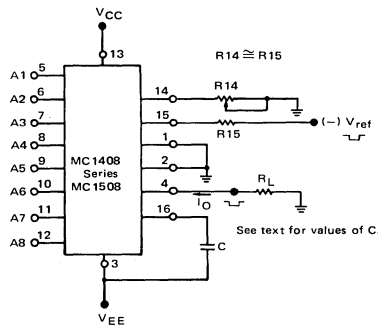 VCC
13
R14 ≅ R15
A1 5
A2 6
A3 7
A4 8
A5 9
A6 10
A7 11
A8 12
MC1408
Series
MC1508
14 R14
15 R15 (−) Vref
1
2
4 IO RL
16 C
See text for values of C.
3
VEE